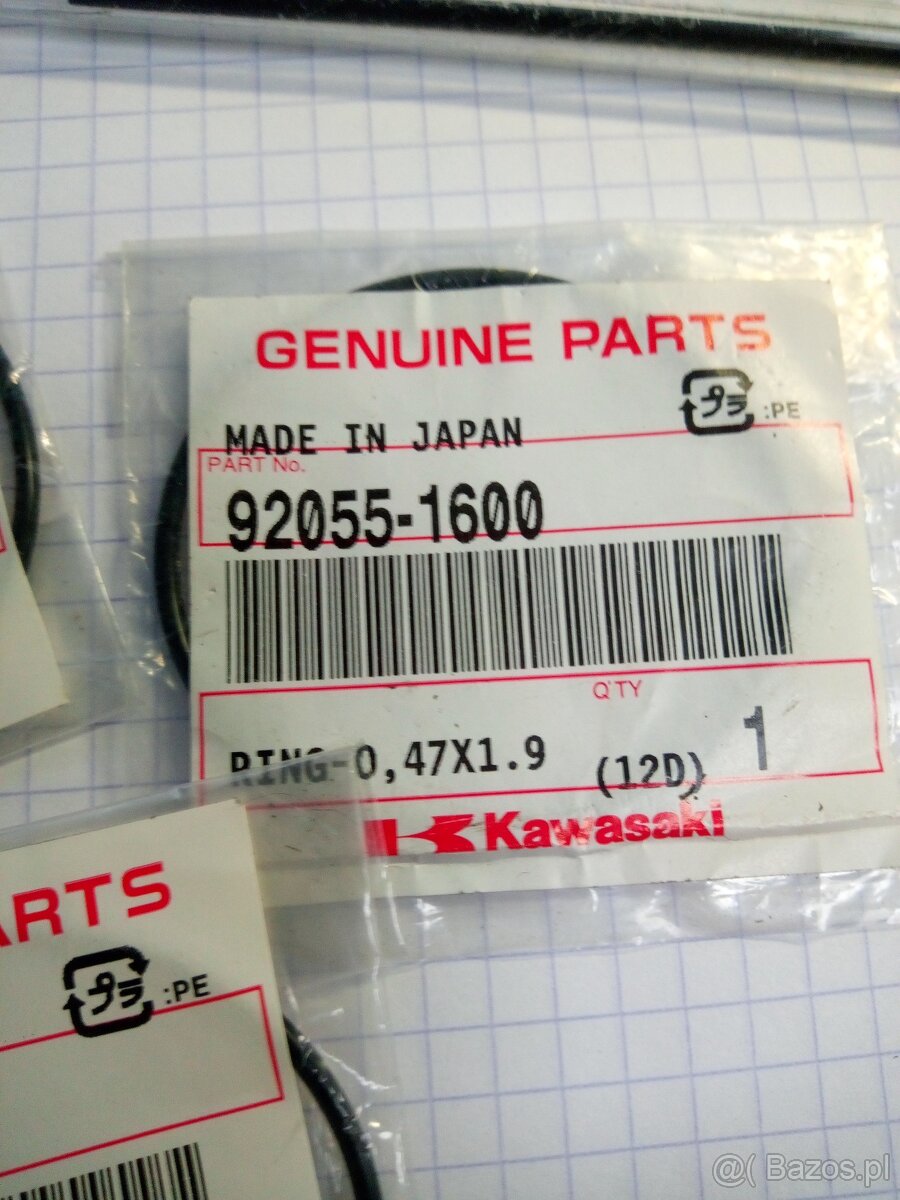 GENUINE PARTS
プラ :PE
MADE IN JAPAN
PART No.
92055-1600
Q'TY
RING-O,47X1.9 (12D) 1
Kawasaki
ARTS
プラ :PE
@( Bazos.pl